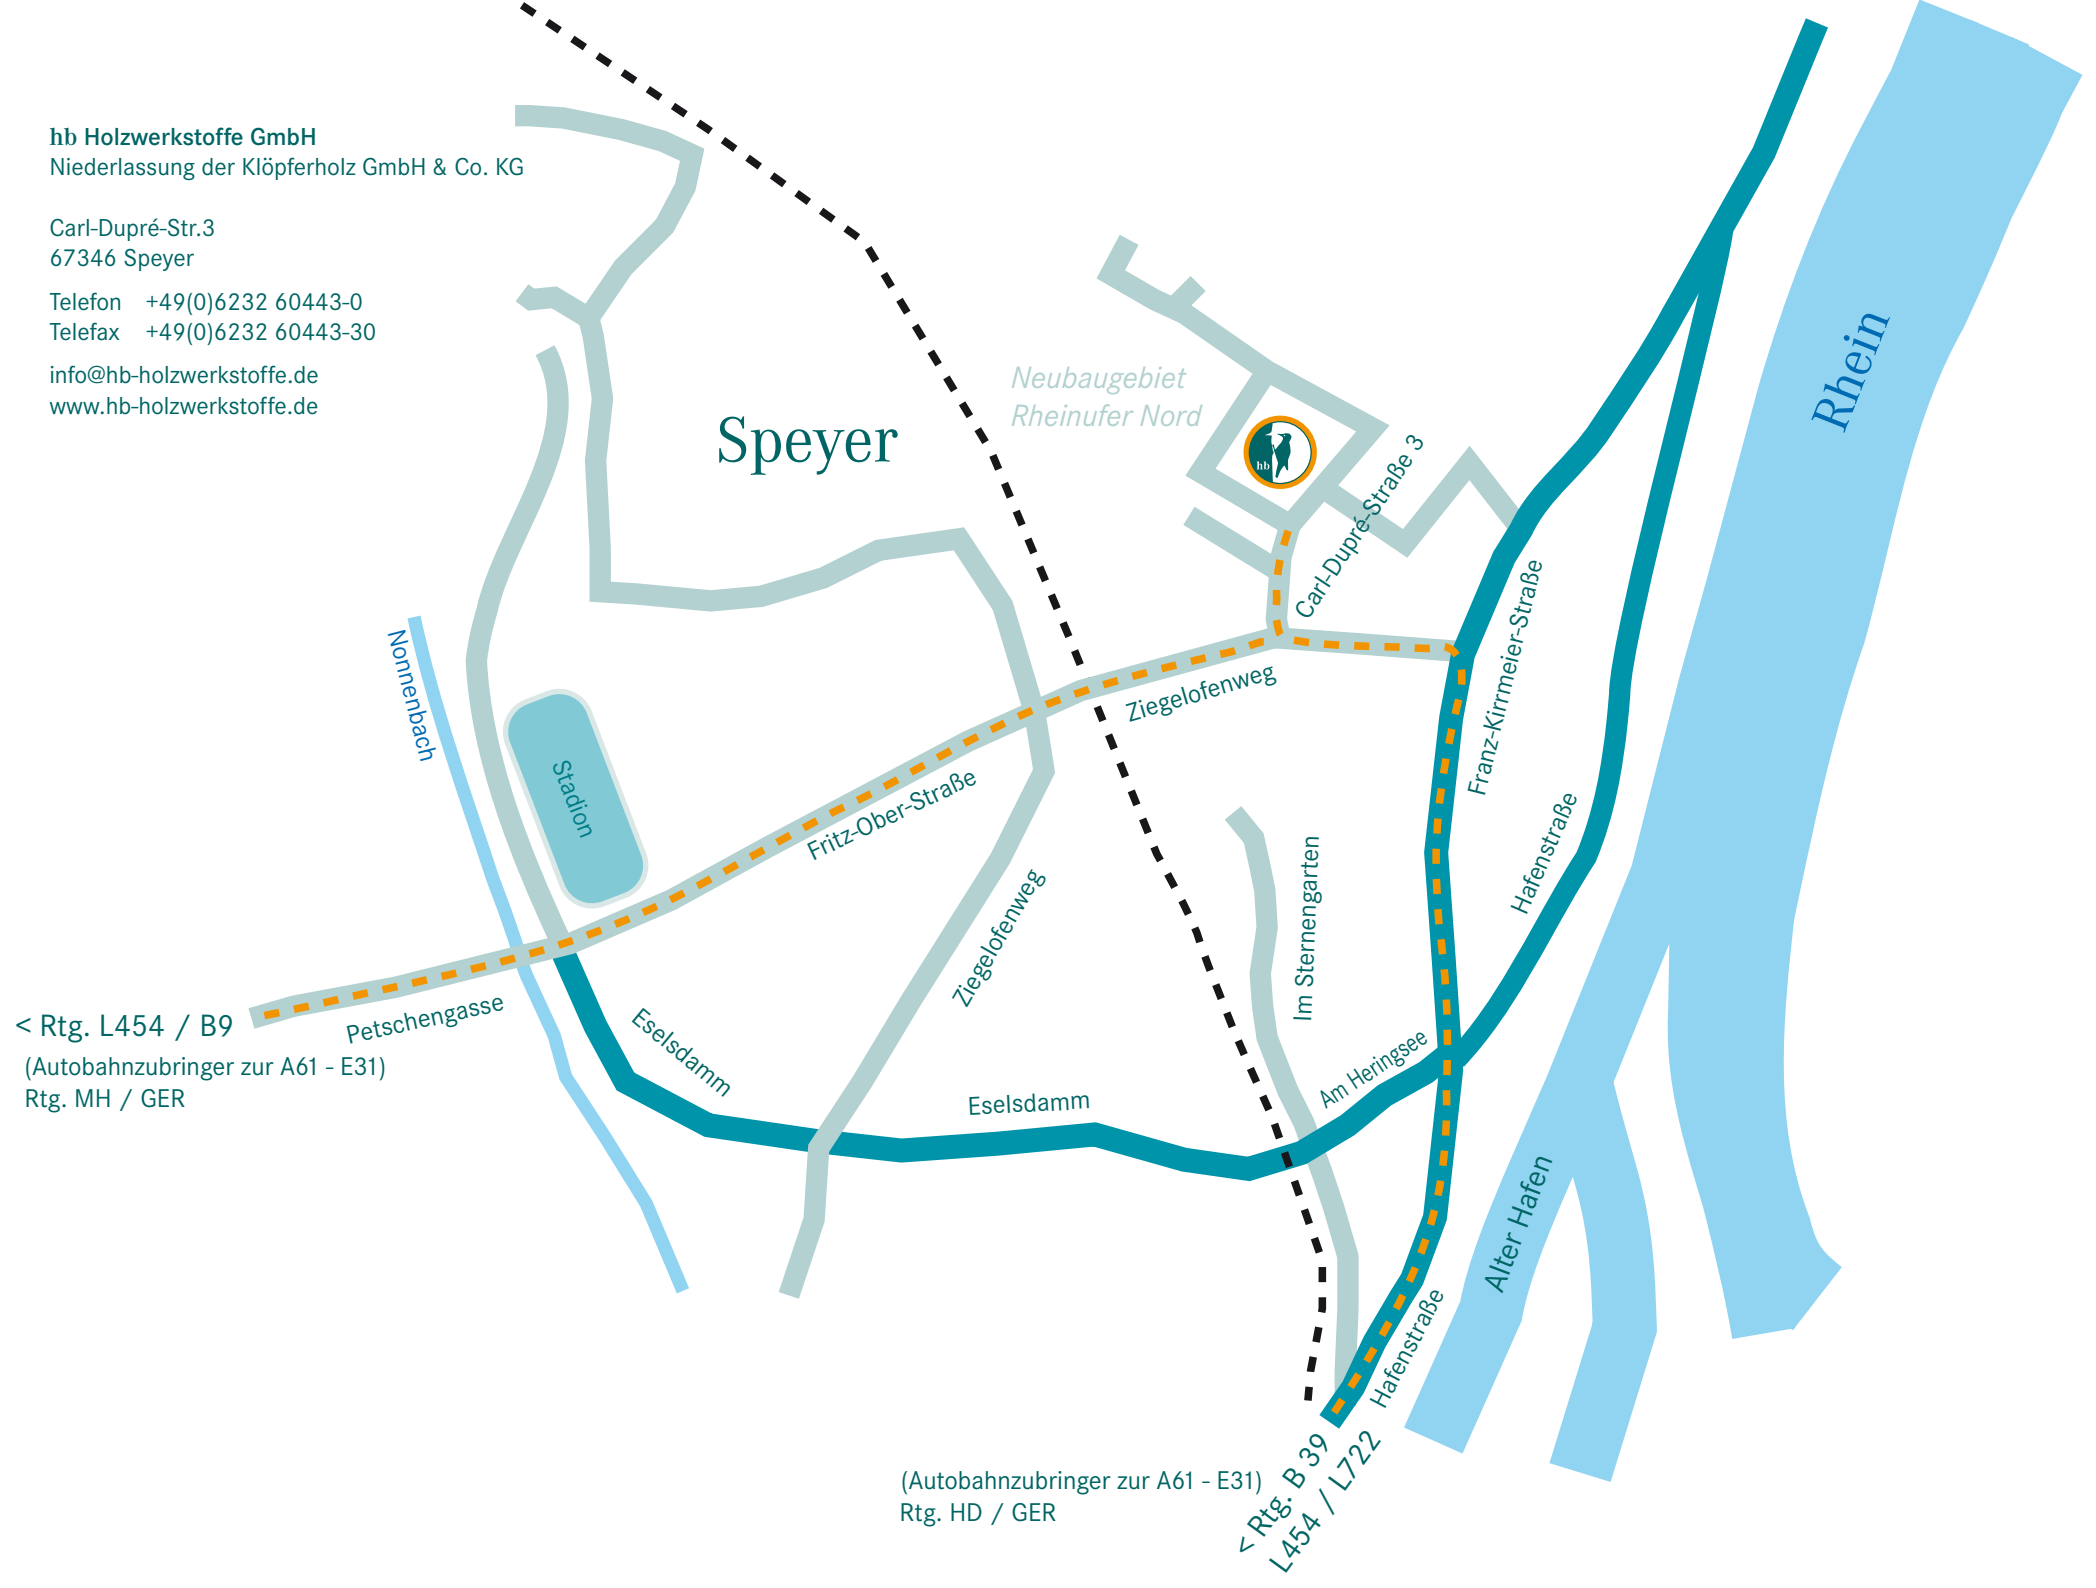 hb Holzwerkstoffe GmbH
Niederlassung der Klöpferholz GmbH & Co. KG
Carl-Dupré-Str.3
67346 Speyer
Telefon +49(0)6232 60443-0
Telefax +49(0)6232 60443-30
info@hb-holzwerkstoffe.de
www.hb-holzwerkstoffe.de
Speyer
Neubaugebiet
Rheinufer Nord
hb
Carl-Dupré-Straße 3
Rhein
Nonnenbach
Stadion
Ziegelofenweg
Franz-Kirmeier-Straße
Fritz-Ober-Straße
Hafenstraße
Ziegelofenweg
Im Sternengarten
< Rtg. L454 / B9
(Autobahnzubringer zur A61 - E31)
Rtg. MH / GER
Petschengasse
Eselsdamm
Eselsdamm
Am Heringsee
Alter Hafen
Hafenstraße
(Autobahnzubringer zur A61 - E31)
Rtg. HD / GER
< Rtg. B 39
L454 / L722